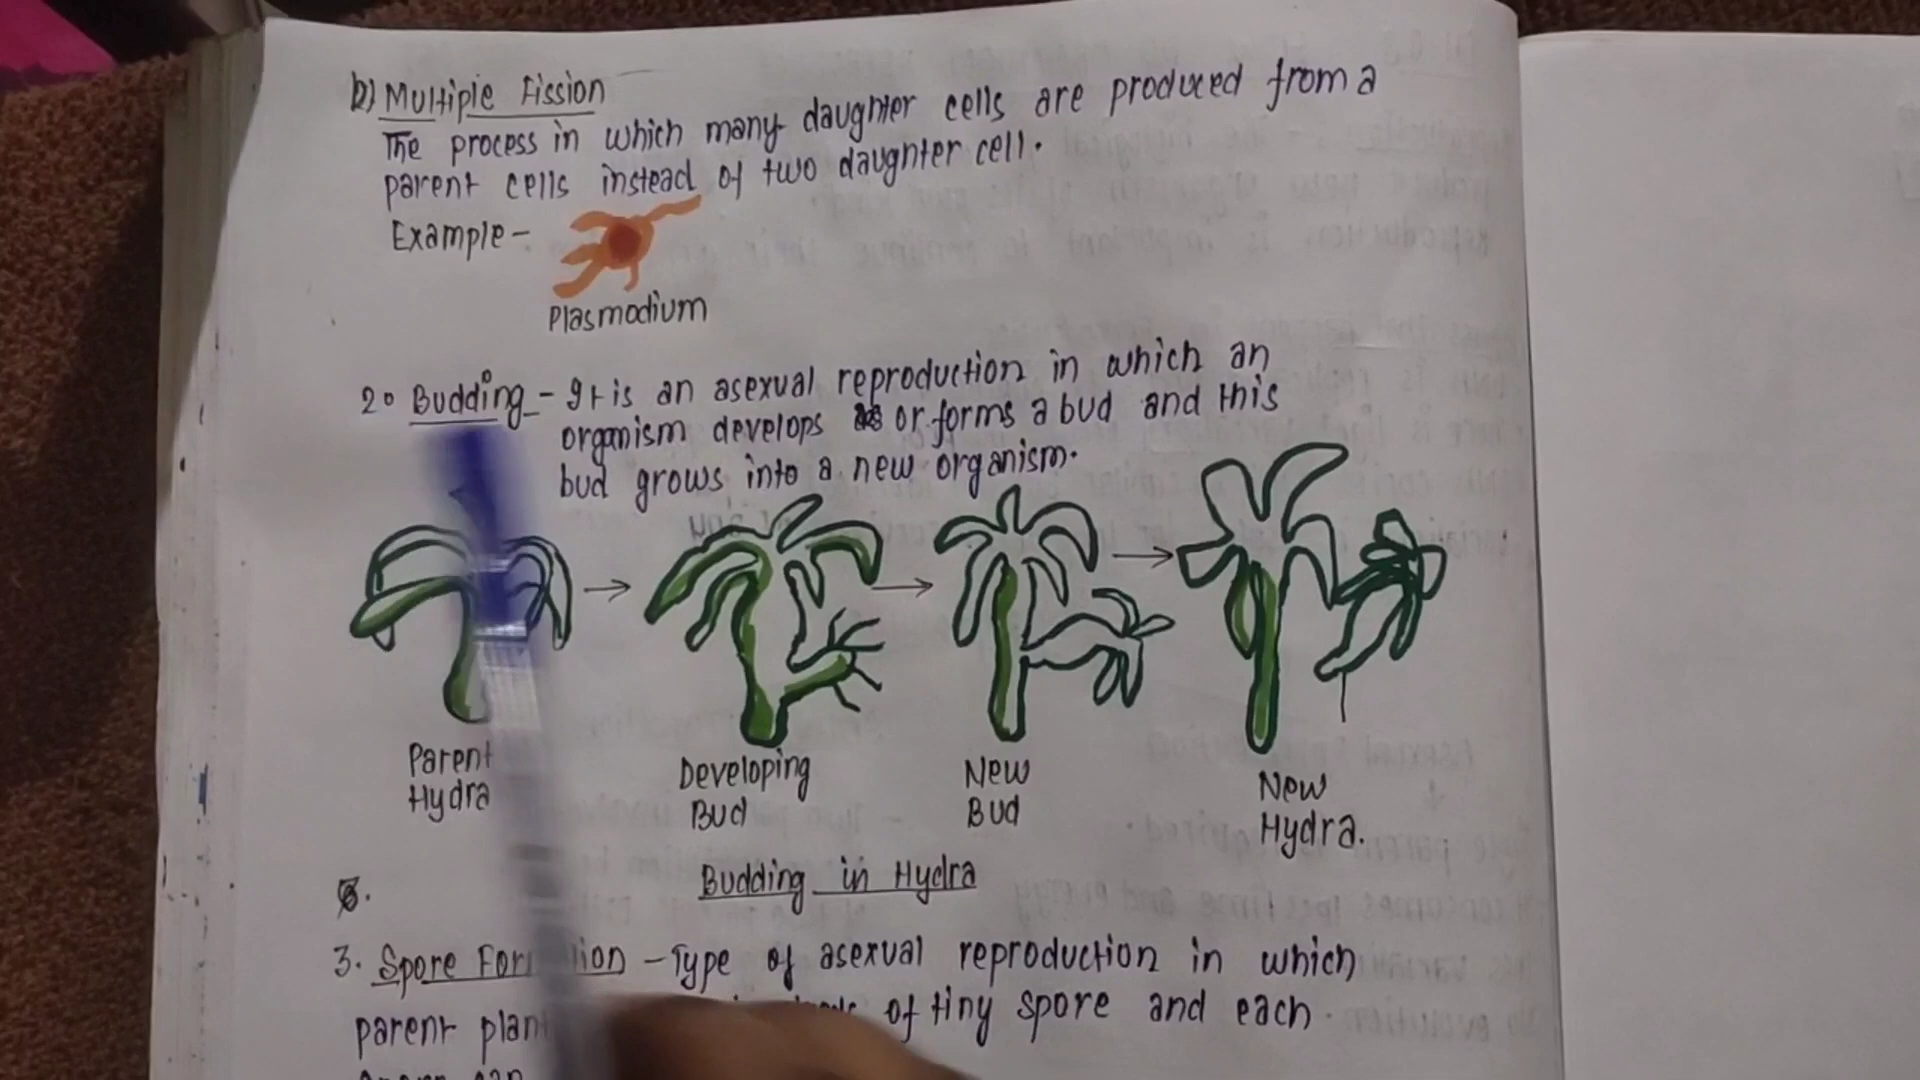 b) Multiple Fission
The process in which many daughter cells are produced from a
parent cells instead of two daughter cell.
Example -
Plasmodium
2. Budding - It is an asexual reproduction in which an
organism develops or forms a bud and this
bud grows into a new organism.
Parent Hydra
Developing Bud
New Bud
New Hydra.
Budding in Hydra
3. Spore Formation - Type of asexual reproduction in which
parent plant of tiny spore and each